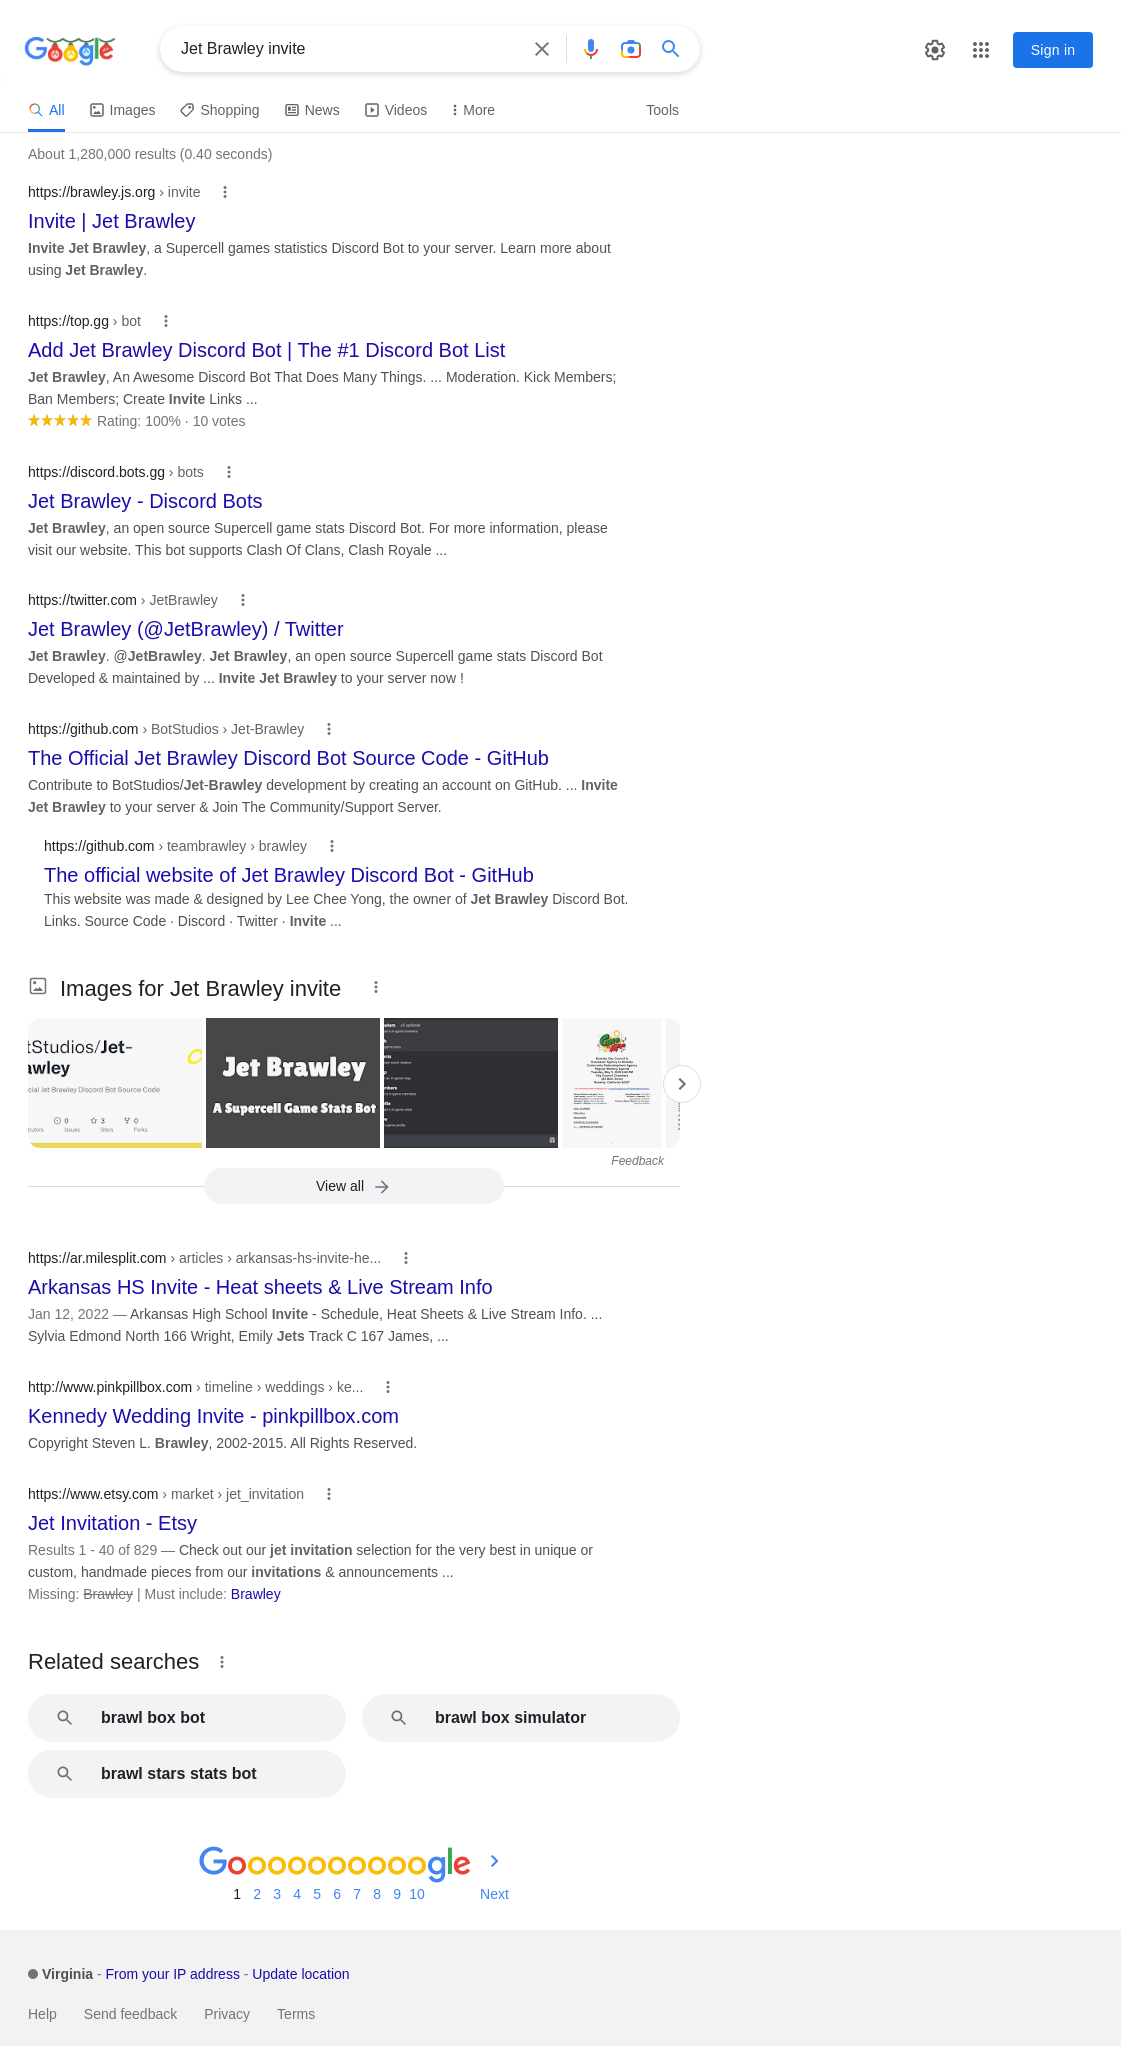 Google
Jet Brawley invite
Sign in
All
Images
Shopping
News
Videos
More
Tools
About 1,280,000 results (0.40 seconds)
https://brawley.js.org › invite
Invite | Jet Brawley
Invite Jet Brawley, a Supercell games statistics Discord Bot to your server. Learn more about
using Jet Brawley.
https://top.gg › bot
Add Jet Brawley Discord Bot | The #1 Discord Bot List
Jet Brawley, An Awesome Discord Bot That Does Many Things. ... Moderation. Kick Members;
Ban Members; Create Invite Links ...
Rating: 100% · 10 votes
https://discord.bots.gg › bots
Jet Brawley - Discord Bots
Jet Brawley, an open source Supercell game stats Discord Bot. For more information, please
visit our website. This bot supports Clash Of Clans, Clash Royale ...
https://twitter.com › JetBrawley
Jet Brawley (@JetBrawley) / Twitter
Jet Brawley. @JetBrawley. Jet Brawley, an open source Supercell game stats Discord Bot
Developed & maintained by ... Invite Jet Brawley to your server now !
https://github.com › BotStudios › Jet-Brawley
The Official Jet Brawley Discord Bot Source Code - GitHub
Contribute to BotStudios/Jet-Brawley development by creating an account on GitHub. ... Invite
Jet Brawley to your server & Join The Community/Support Server.
https://github.com › teambrawley › brawley
The official website of Jet Brawley Discord Bot - GitHub
This website was made & designed by Lee Chee Yong, the owner of Jet Brawley Discord Bot.
Links. Source Code · Discord · Twitter · Invite ...
Images for Jet Brawley invite
tStudios/Jet-
awley
cial Jet Brawley Discord Bot Source Code
0 3 0
Issues Stars Forks
Jet Brawley
A Supercell Game Stats Bot
Feedback
View all
https://ar.milesplit.com › articles › arkansas-hs-invite-he...
Arkansas HS Invite - Heat sheets & Live Stream Info
Jan 12, 2022 — Arkansas High School Invite - Schedule, Heat Sheets & Live Stream Info. ...
Sylvia Edmond North 166 Wright, Emily Jets Track C 167 James, ...
http://www.pinkpillbox.com › timeline › weddings › ke...
Kennedy Wedding Invite - pinkpillbox.com
Copyright Steven L. Brawley, 2002-2015. All Rights Reserved.
https://www.etsy.com › market › jet_invitation
Jet Invitation - Etsy
Results 1 - 40 of 829 — Check out our jet invitation selection for the very best in unique or
custom, handmade pieces from our invitations & announcements ...
Missing: Brawley | Must include: Brawley
Related searches
brawl box bot
brawl box simulator
brawl stars stats bot
Goooooooooogle
1 2 3 4 5 6 7 8 9 10 Next
Virginia - From your IP address - Update location
Help Send feedback Privacy Terms